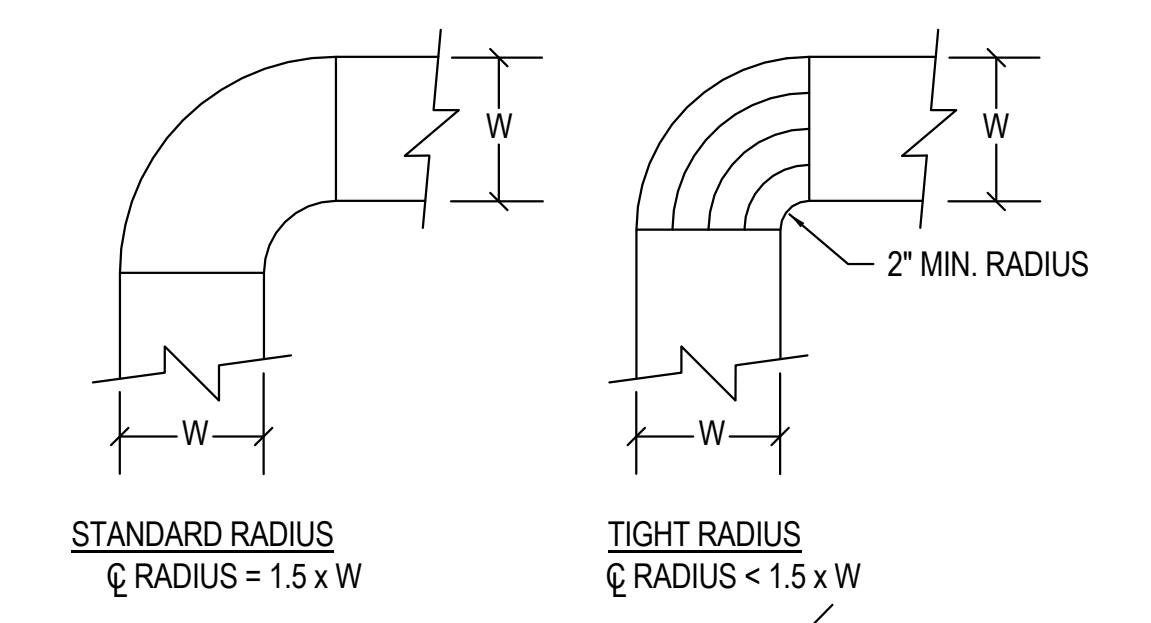 W
W
2" MIN. RADIUS
W
W
STANDARD RADIUS
℄ RADIUS = 1.5 x W
TIGHT RADIUS
℄ RADIUS < 1.5 x W